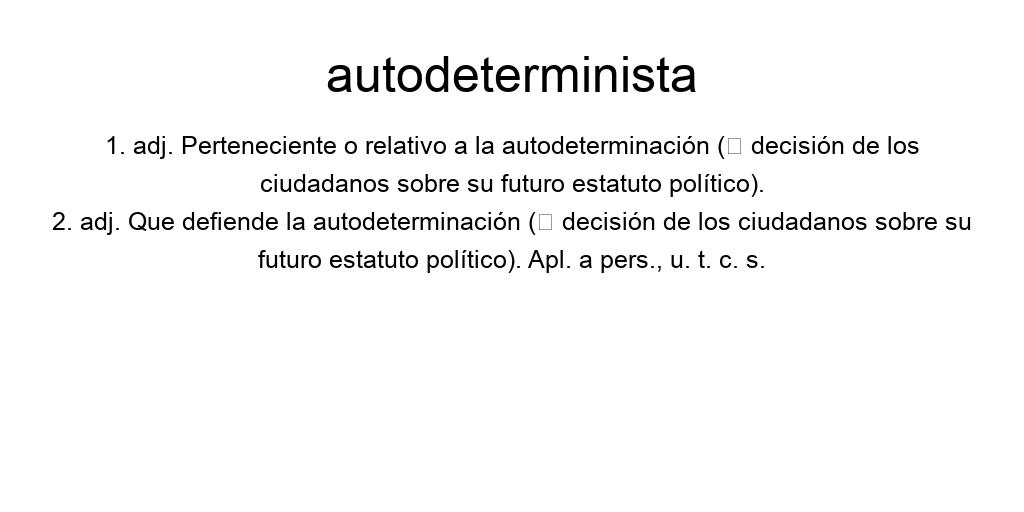 autodeterminista
1. adj. Perteneciente o relativo a la autodeterminación (□ decisión de los
ciudadanos sobre su futuro estatuto político).
2. adj. Que defiende la autodeterminación (□ decisión de los ciudadanos sobre su
futuro estatuto político). Apl. a pers., u. t. c. s.